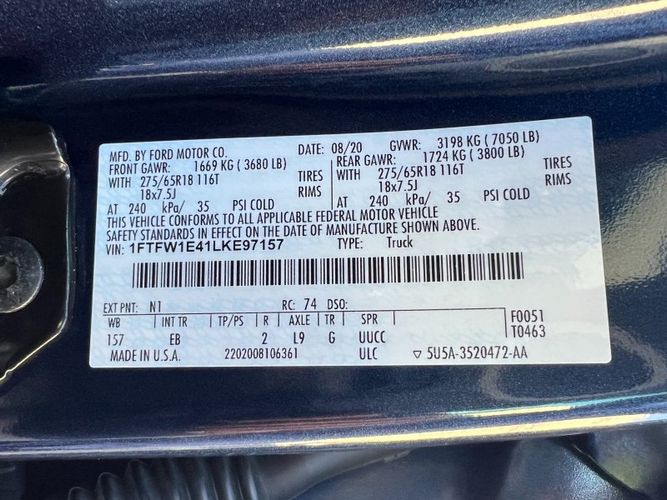 MFD. BY FORD MOTOR CO. DATE: 08/20 GVWR: 3198 KG ( 7050 LB)
FRONT GAWR: 1669 KG ( 3680 LB) REAR GAWR: 1724 KG ( 3800 LB)
WITH 275/65R18 116T TIRES WITH 275/65R18 116T TIRES
18x7.5J RIMS 18x7.5J RIMS
AT 240 kPa/ 35 PSI COLD AT 240 kPa/ 35 PSI COLD
THIS VEHICLE CONFORMS TO ALL APPLICABLE FEDERAL MOTOR VEHICLE
SAFETY STANDARDS IN EFFECT ON THE DATE OF MANUFACTURE SHOWN ABOVE.
VIN: 1FTFW1E41LKE97157 TYPE: Truck
EXT PNT: N1 RC: 74 DSO:
WB INT TR TP/PS R AXLE TR SPR F0051
157 EB 2 L9 G UUCC T0463
MADE IN U.S.A. 2202008106361 ULC ▽ 5U5A-3520472-AA